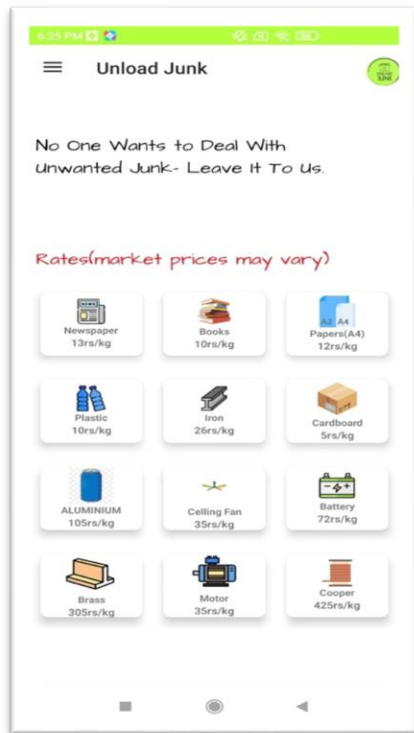 6:25 PM
Unload Junk
No One Wants to Deal With
Unwanted Junk- Leave It To Us.
Rates(market prices may vary)
Newspaper
13rs/kg
Books
10rs/kg
A3 A4
Papers(A4)
12rs/kg
Plastic
10rs/kg
Iron
26rs/kg
Cardboard
5rs/kg
ALUMINIUM
105rs/kg
Celling Fan
35rs/kg
Battery
72rs/kg
Brass
305rs/kg
Motor
35rs/kg
Cooper
425rs/kg